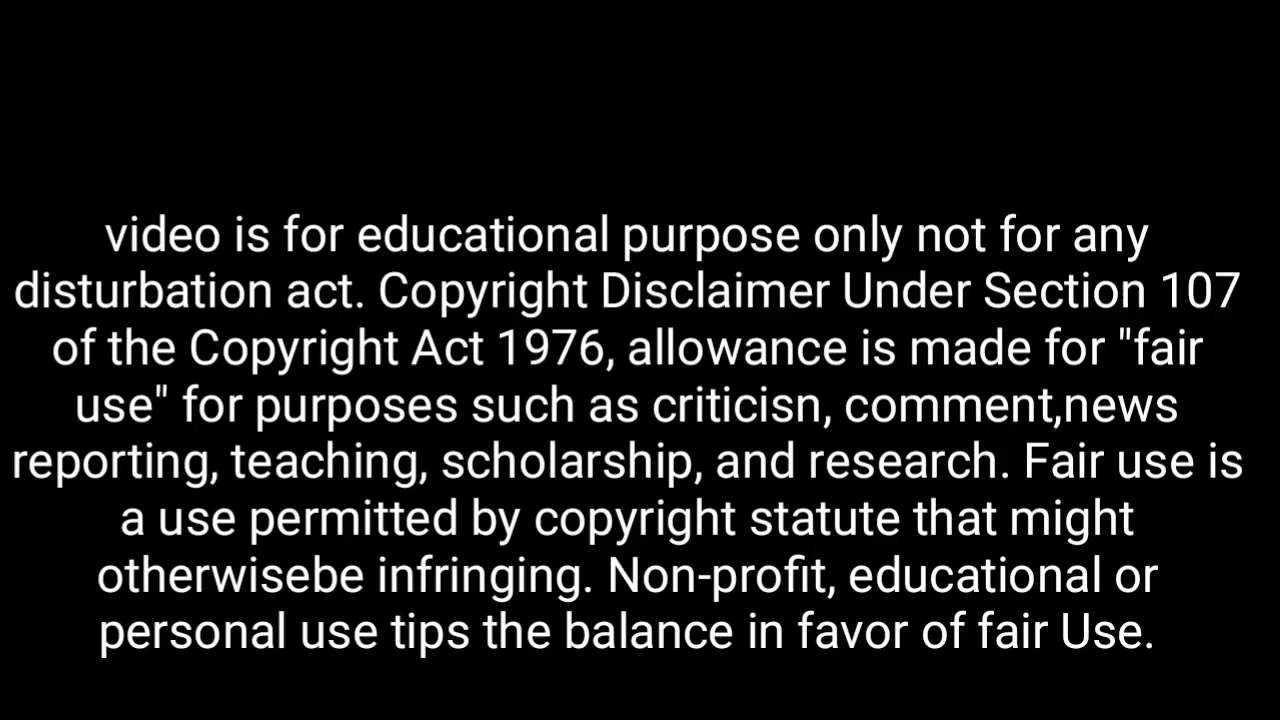 video is for educational purpose only not for any
disturbation act. Copyright Disclaimer Under Section 107
of the Copyright Act 1976, allowance is made for "fair
use" for purposes such as criticisn, comment,news
reporting, teaching, scholarship, and research. Fair use is
a use permitted by copyright statute that might
otherwisebe infringing. Non-profit, educational or
personal use tips the balance in favor of fair Use.